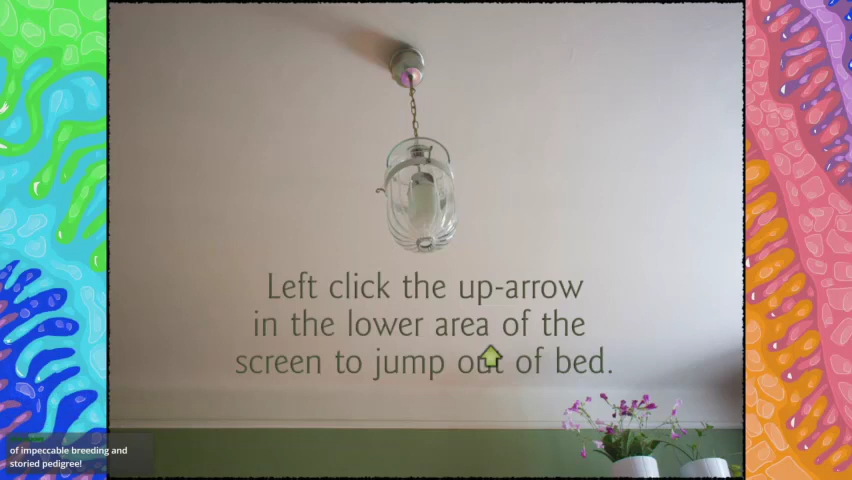 Left click the up-arrow
in the lower area of the
screen to jump out of bed.
of impeccable breeding and
storied pedigree!